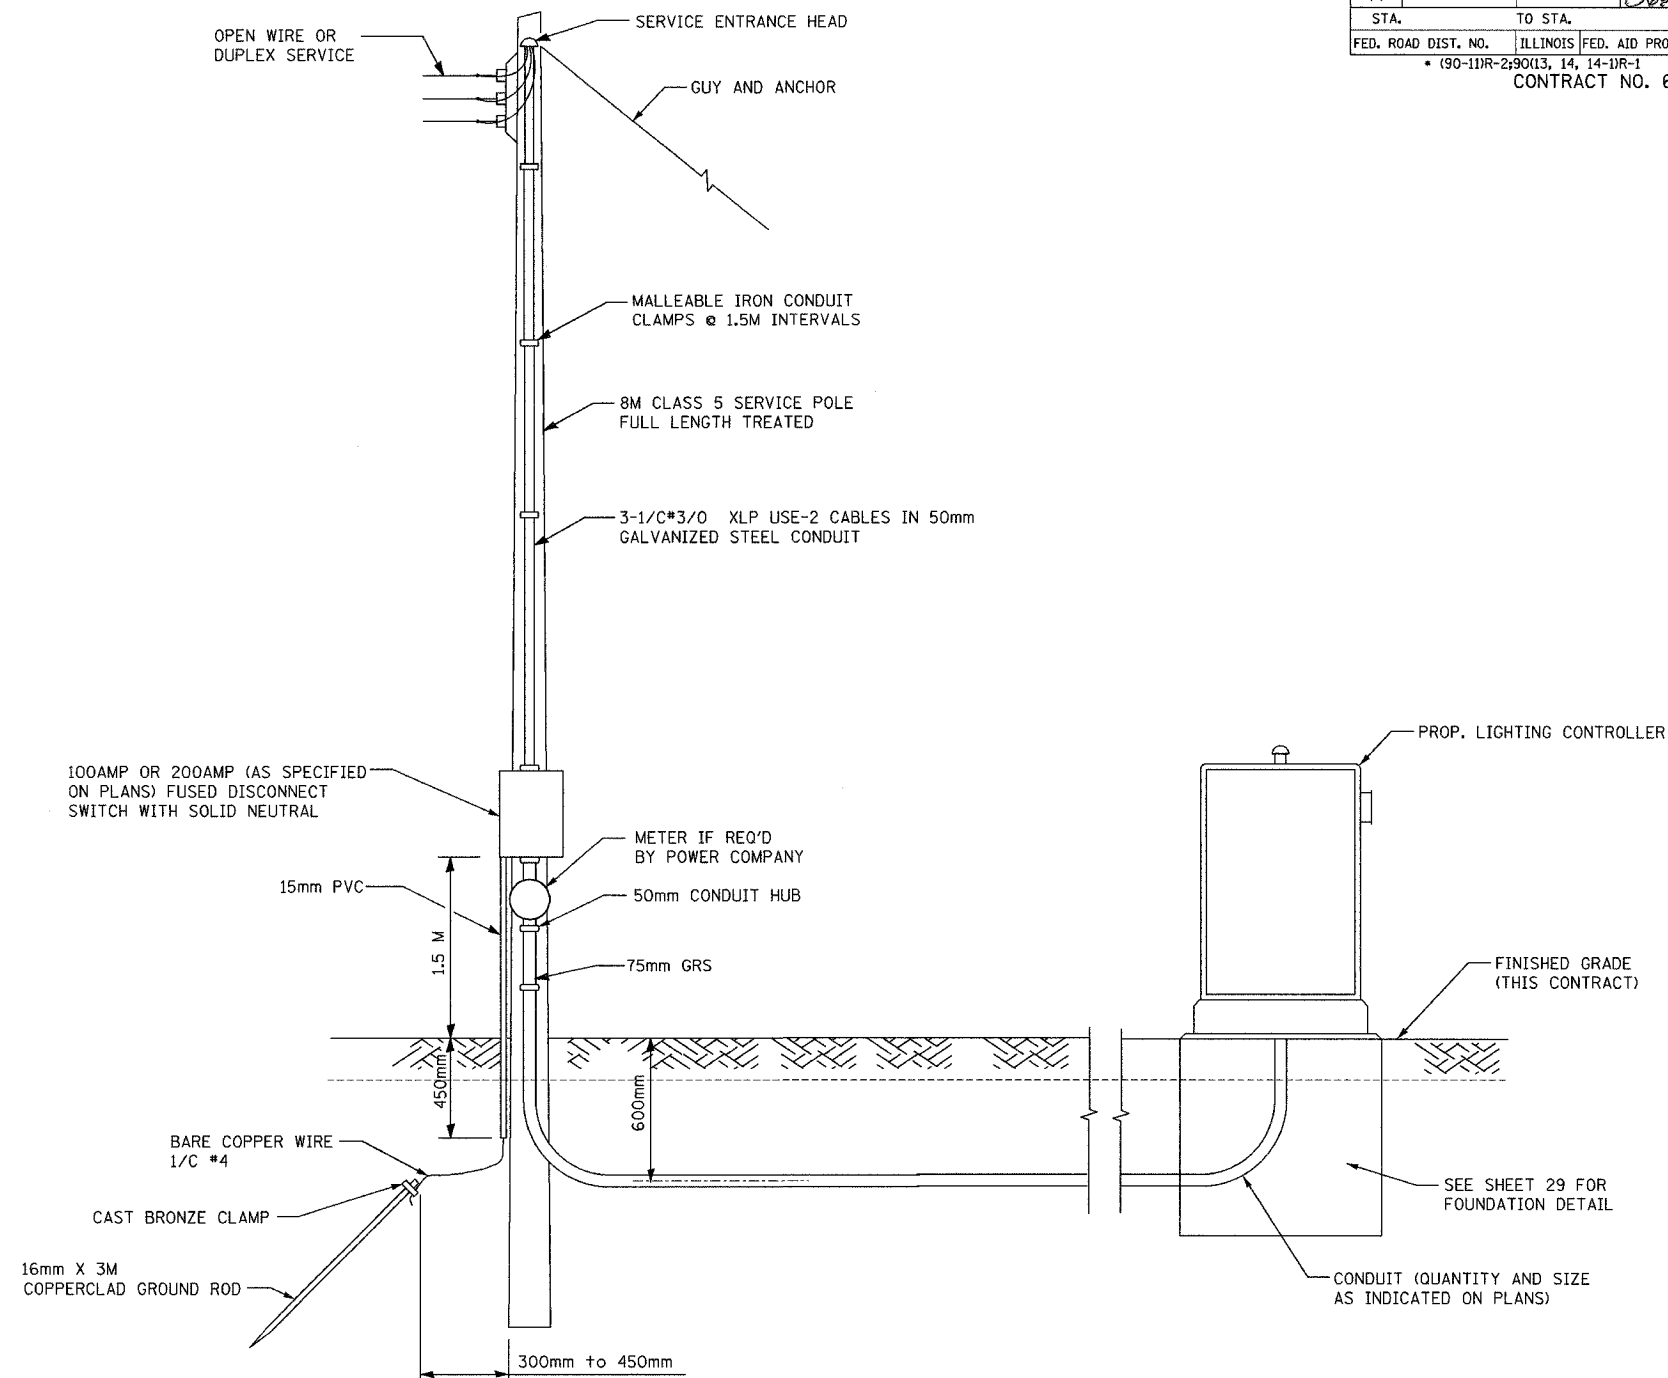 STA.
TO STA.
FED. ROAD DIST. NO.
ILLINOIS
FED. AID PRO
* (90-11)R-2;90(13, 14, 14-1)R-1
CONTRACT NO. 6
SERVICE ENTRANCE HEAD
OPEN WIRE OR
DUPLEX SERVICE
GUY AND ANCHOR
MALLEABLE IRON CONDUIT
CLAMPS @ 1.5M INTERVALS
8M CLASS 5 SERVICE POLE
FULL LENGTH TREATED
3-1/C#3/0 XLP USE-2 CABLES IN 50mm
GALVANIZED STEEL CONDUIT
PROP. LIGHTING CONTROLLER
100AMP OR 200AMP (AS SPECIFIED
ON PLANS) FUSED DISCONNECT
SWITCH WITH SOLID NEUTRAL
METER IF REQ'D
BY POWER COMPANY
15mm PVC
50mm CONDUIT HUB
1.5 M
75mm GRS
FINISHED GRADE
(THIS CONTRACT)
450mm
600mm
BARE COPPER WIRE
1/C #4
CAST BRONZE CLAMP
SEE SHEET 29 FOR
FOUNDATION DETAIL
16mm X 3M
COPPERCLAD GROUND ROD
CONDUIT (QUANTITY AND SIZE
AS INDICATED ON PLANS)
300mm to 450mm